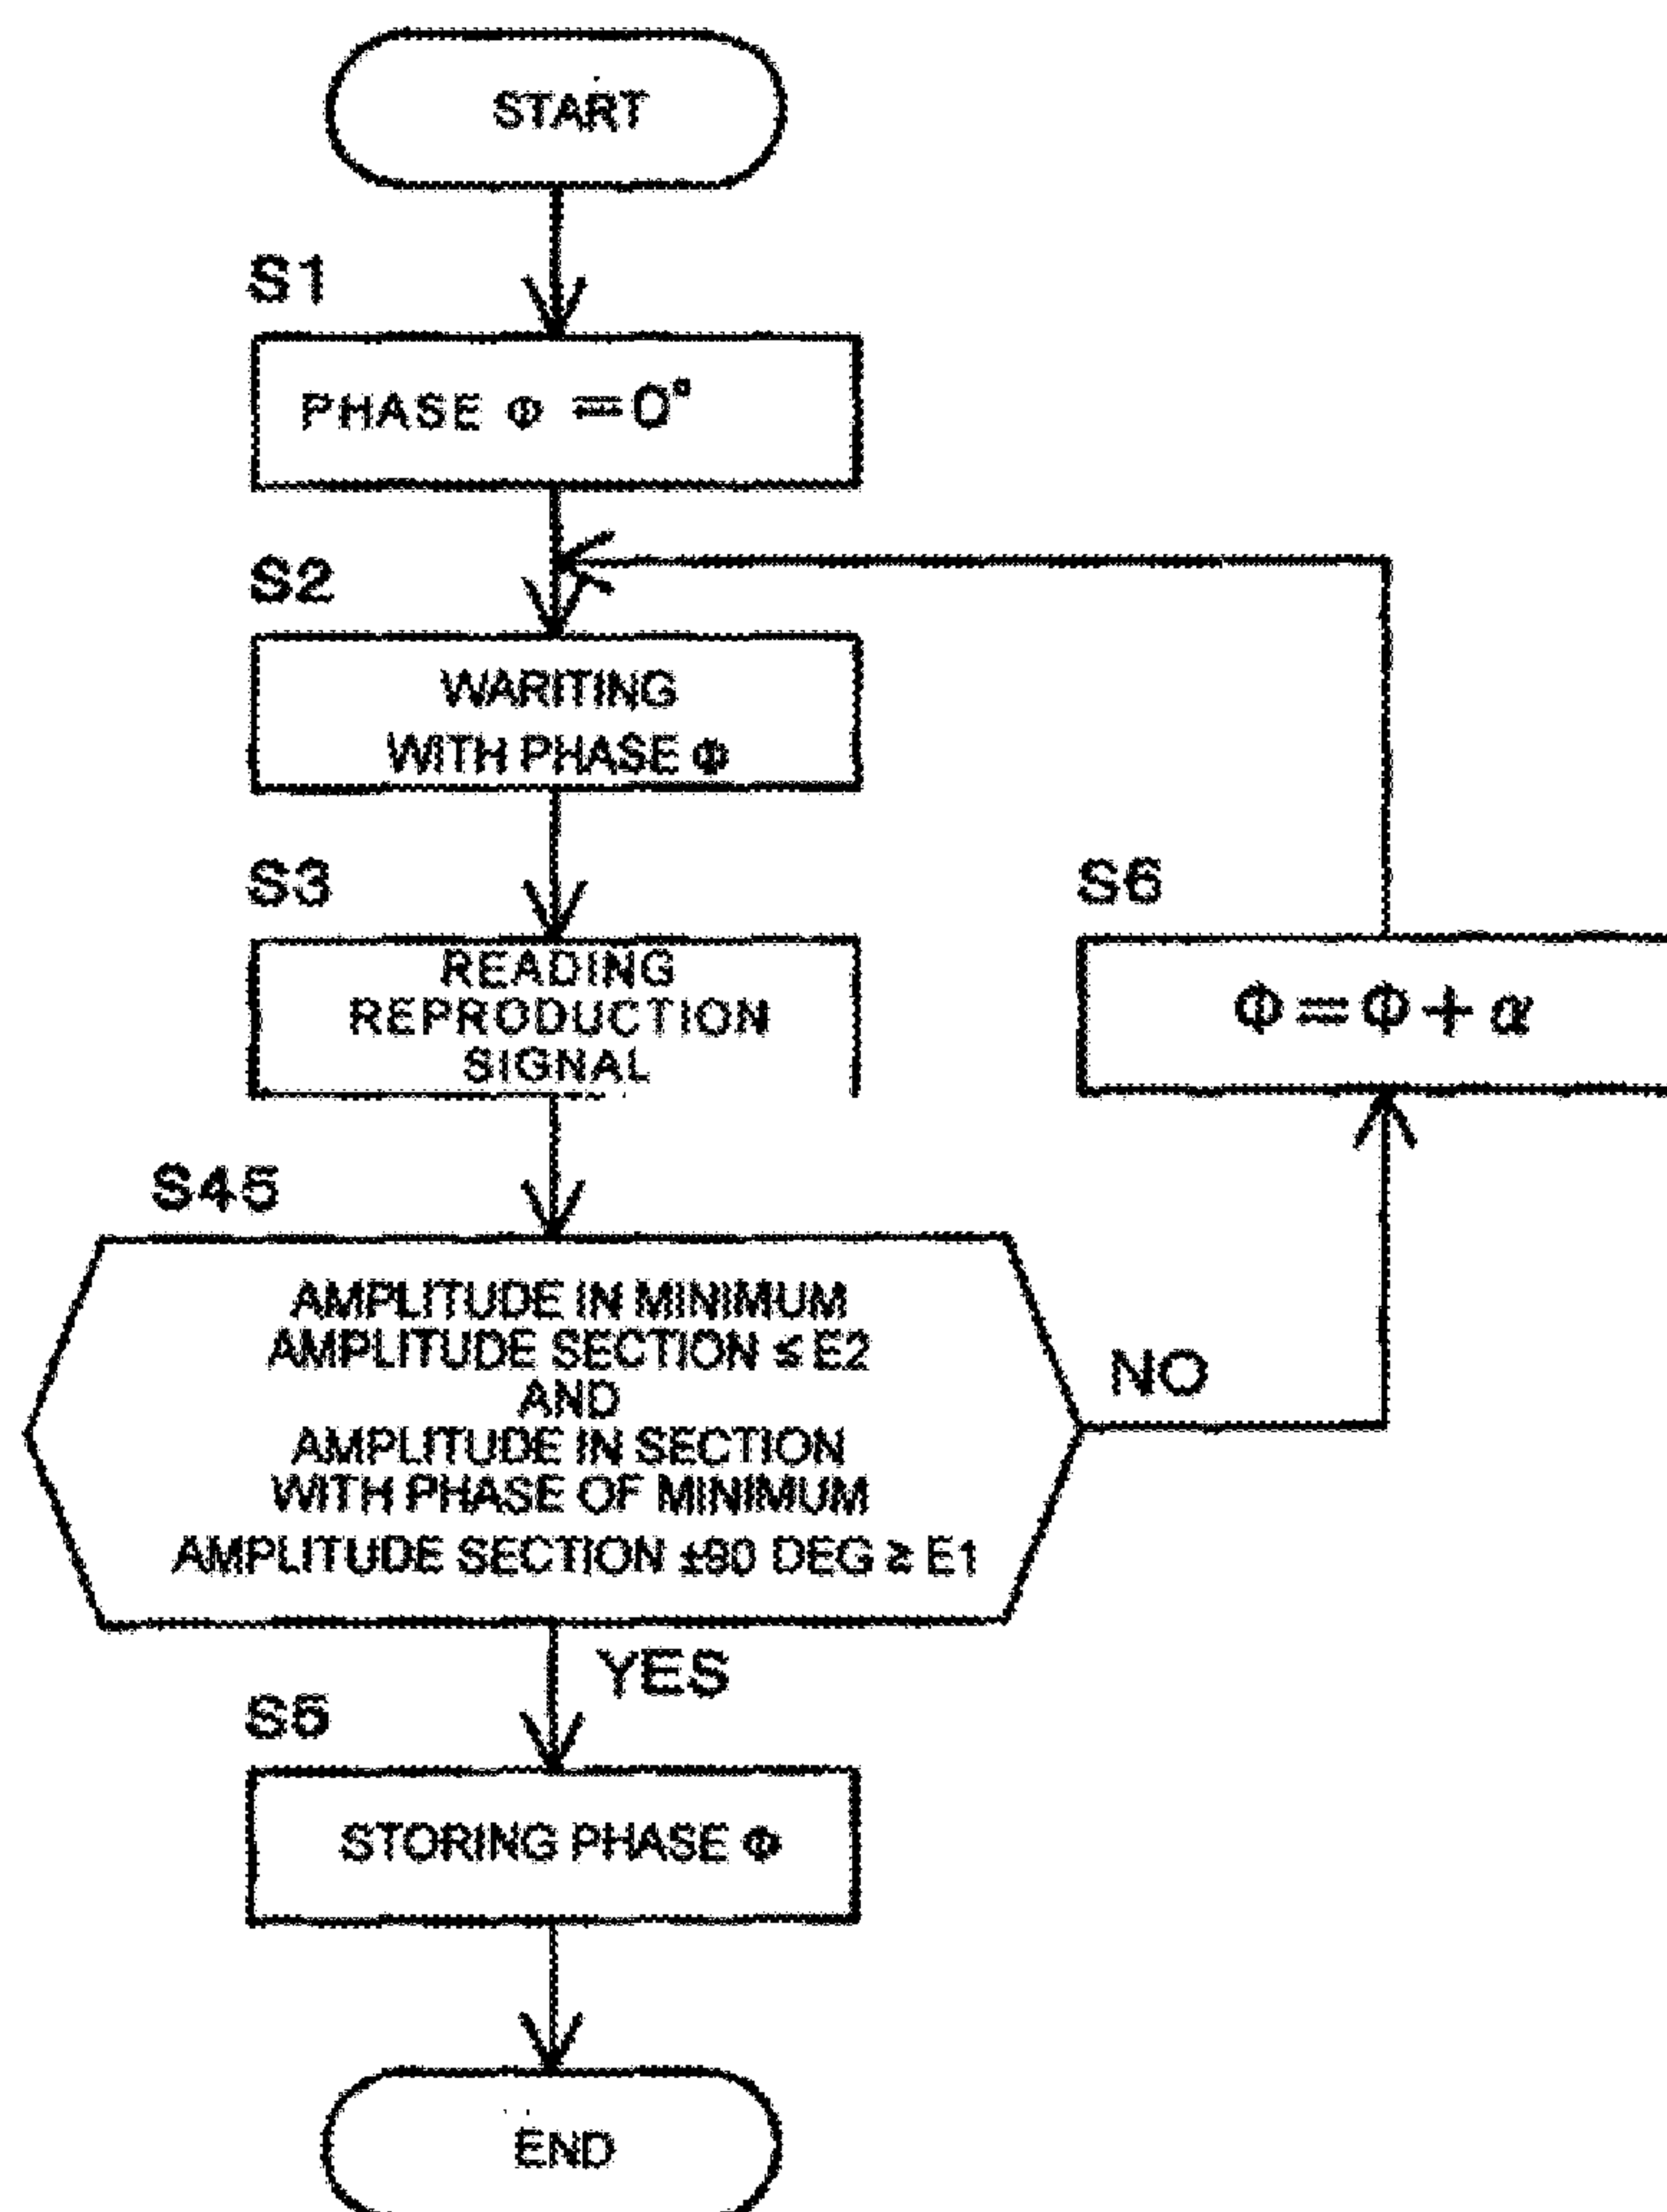 START
S1
PHASE Φ =0°
S2
WARITING
WITH PHASE Φ
S3
READING
REPRODUCTION
SIGNAL
S6
Φ=Φ+α
S45
AMPLITUDE IN MINIMUM
AMPLITUDE SECTION ≤ E2
AND
AMPLITUDE IN SECTION
WITH PHASE OF MINIMUM
AMPLITUDE SECTION ±90 DEG ≥ E1
NO
YES
S5
STORING PHASE Φ
END